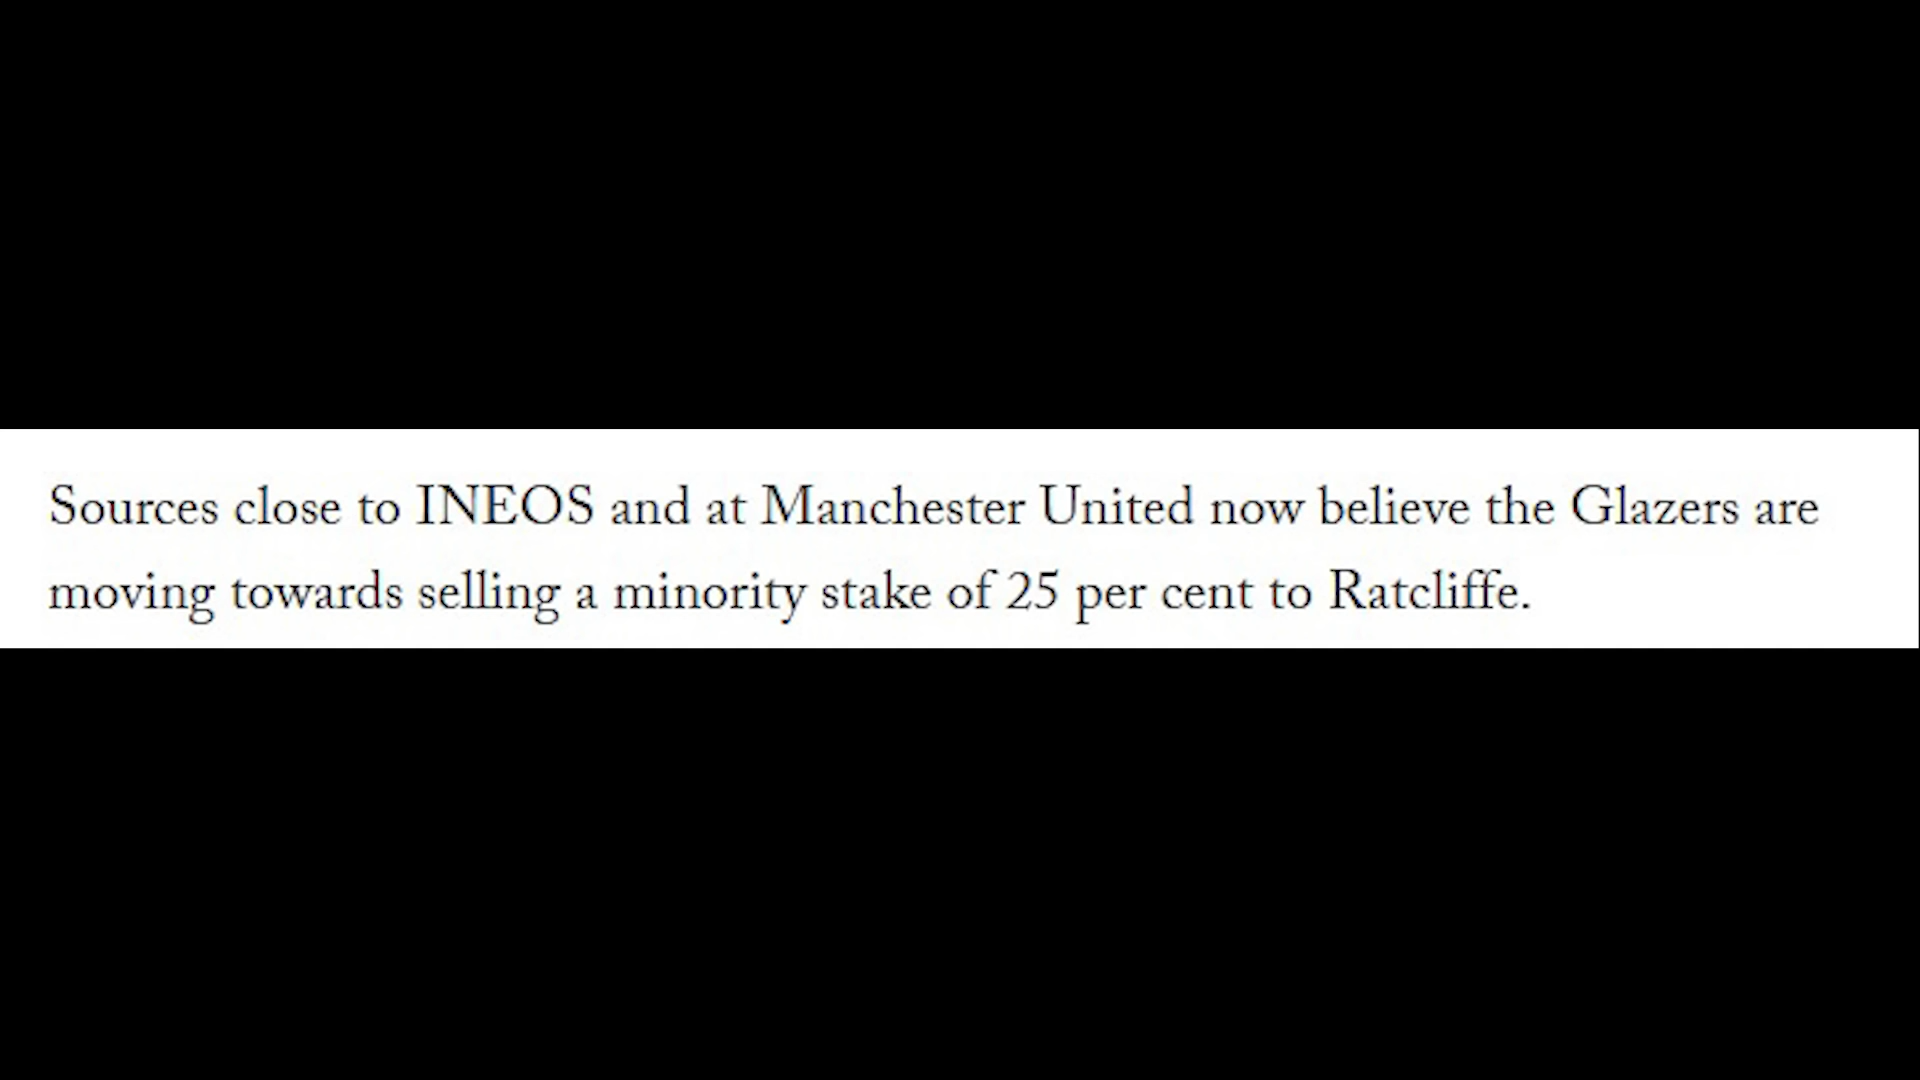 Sources close to INEOS and at Manchester United now believe the Glazers are
moving towards selling a minority stake of 25 per cent to Ratcliffe.